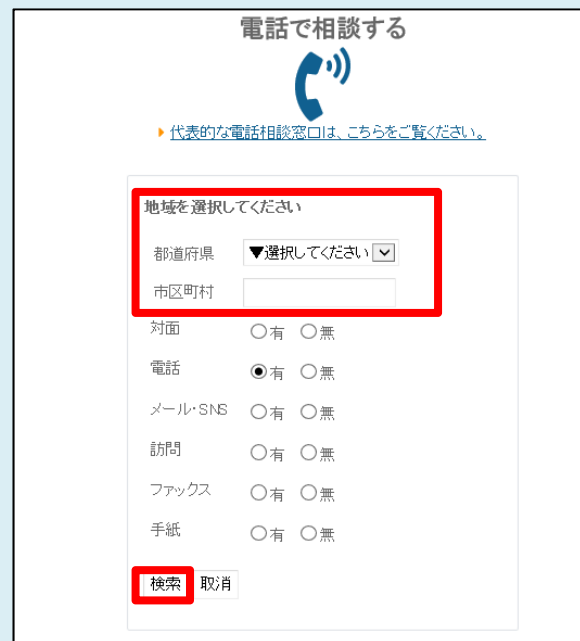 電話で相談する
代表的な電話相談窓口は、こちらをご覧ください。
地域を選択してください
都道府県 ▼選択してください
市区町村
対面 有 無
電話 有 無
メール・SNS 有 無
訪問 有 無
ファックス 有 無
手紙 有 無
検索 取消